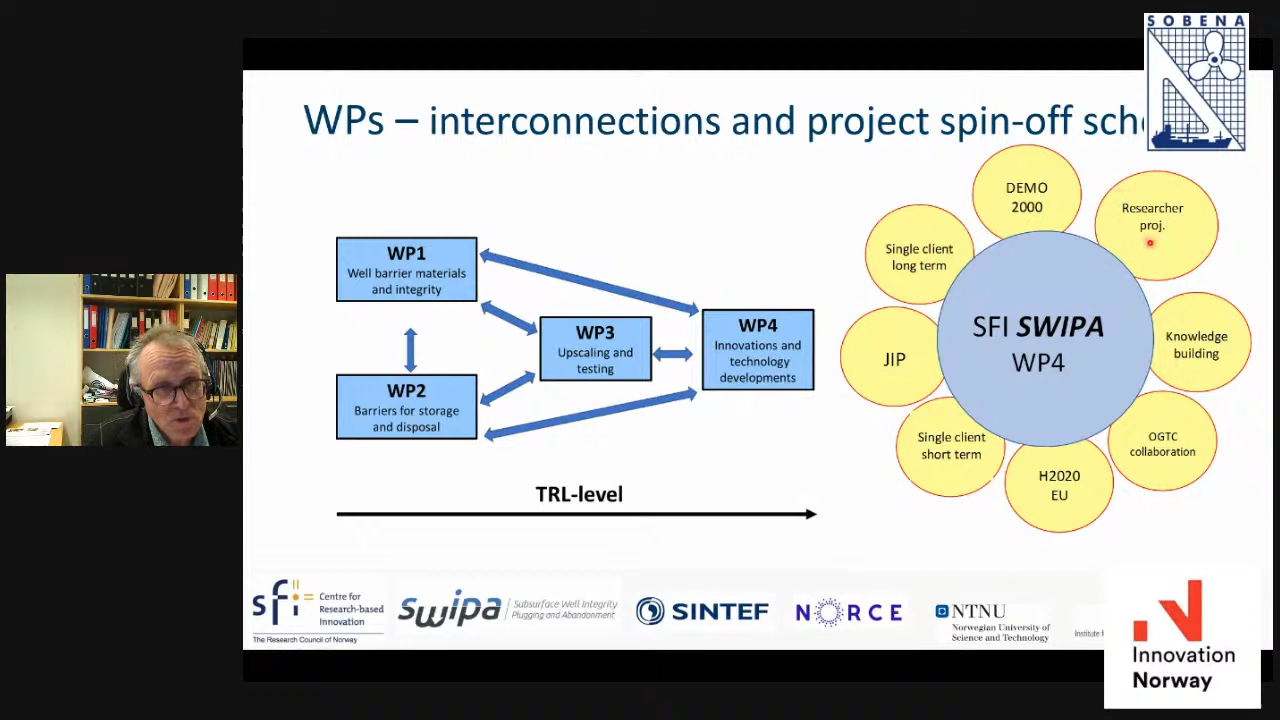 SOBENA
WPs – interconnections and project spin-off
WP1
Well barrier materials
and integrity
WP2
Barriers for storage
and disposal
WP3
Upscaling and
testing
WP4
Innovations and
technology
developments
TRL-level
DEMO
2000
Researcher
proj.
Single client
long term
SFI SWIPA
WP4
Knowledge
building
JIP
Single client
short term
OGTC
collaboration
H2020
EU
sfi
Centre for
Research-based
Innovation
The Research Council of Norway
swipa
Subsurface Well Integrity
Plugging and Abandonment
SINTEF
NORCE
NTNU
Norwegian University of
Science and Technology
Institute
Innovation
Norway